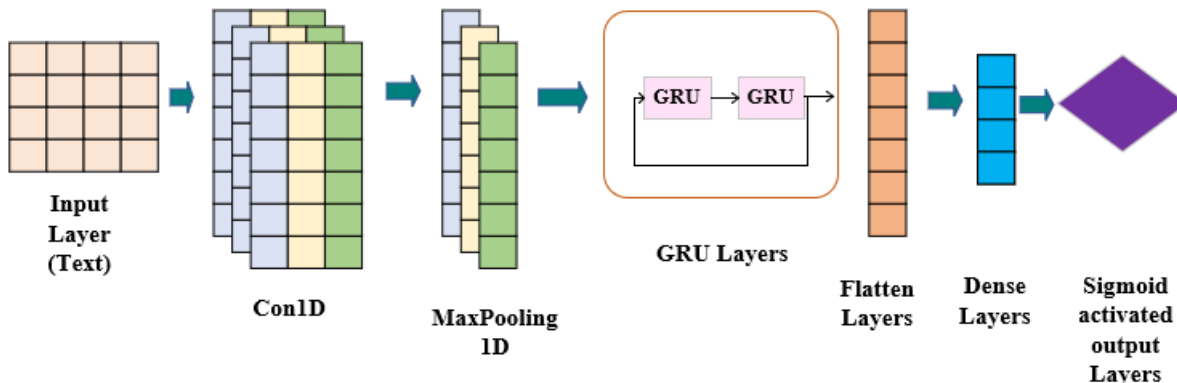 Input
Layer
(Text)
Con1D
MaxPooling
1D
GRU
GRU
GRU Layers
Flatten
Layers
Dense
Layers
Sigmoid
activated
output
Layers